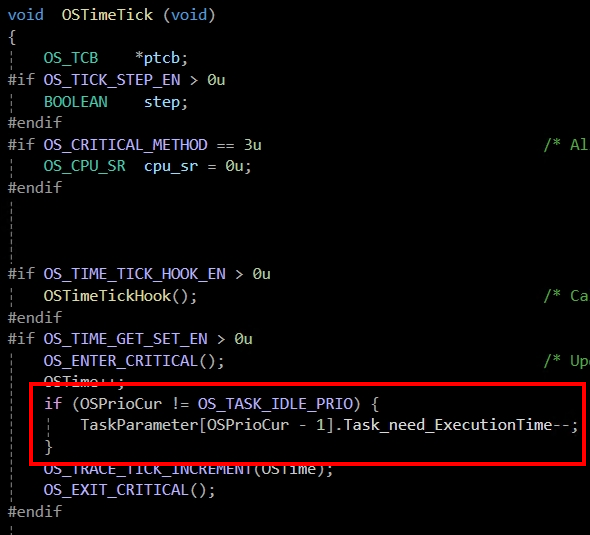 void  OSTimeTick (void)
{
    OS_TCB    *ptcb;
#if OS_TICK_STEP_EN > 0u
    BOOLEAN    step;
#endif
#if OS_CRITICAL_METHOD == 3u                               /* Al
    OS_CPU_SR  cpu_sr = 0u;
#endif
#if OS_TIME_TICK_HOOK_EN > 0u
    OSTimeTickHook();                                      /* Ca
#endif
#if OS_TIME_GET_SET_EN > 0u
    OS_ENTER_CRITICAL();                                   /* Upd
    OSTime++;
    if (OSPrioCur != OS_TASK_IDLE_PRIO) {
        TaskParameter[OSPrioCur - 1].Task_need_ExecutionTime--;
    }
    OS_TRACE_TICK_INCREMENT(OSTime);
    OS_EXIT_CRITICAL();
#endif